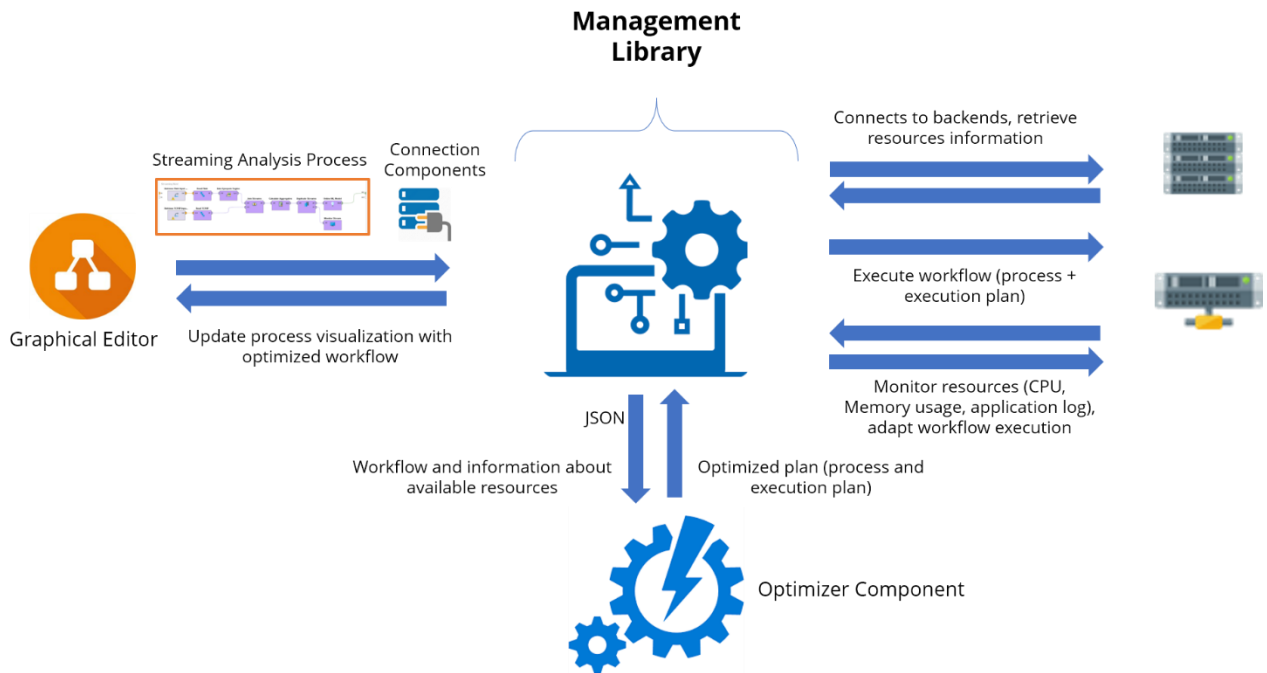 Management
Library
Connects to backends, retrieve
resources information
Streaming Analysis Process
Connection
Components
Execute workflow (process +
execution plan)
Graphical Editor
Update process visualization with
optimized workflow
Monitor resources (CPU,
Memory usage, application log),
adapt workflow execution
JSON
Workflow and information about
available resources
Optimized plan (process and
execution plan)
Optimizer Component